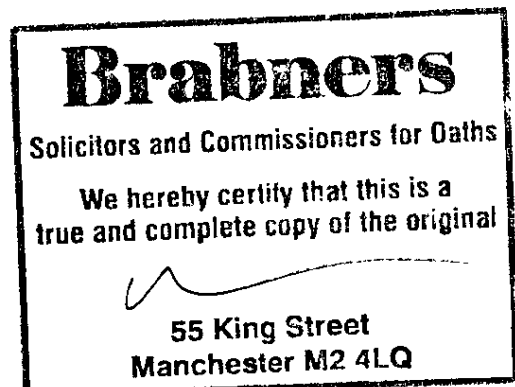 Brabners
Solicitors and Commissioners for Oaths
We hereby certify that this is a
true and complete copy of the original
55 King Street
Manchester M2 4LQ